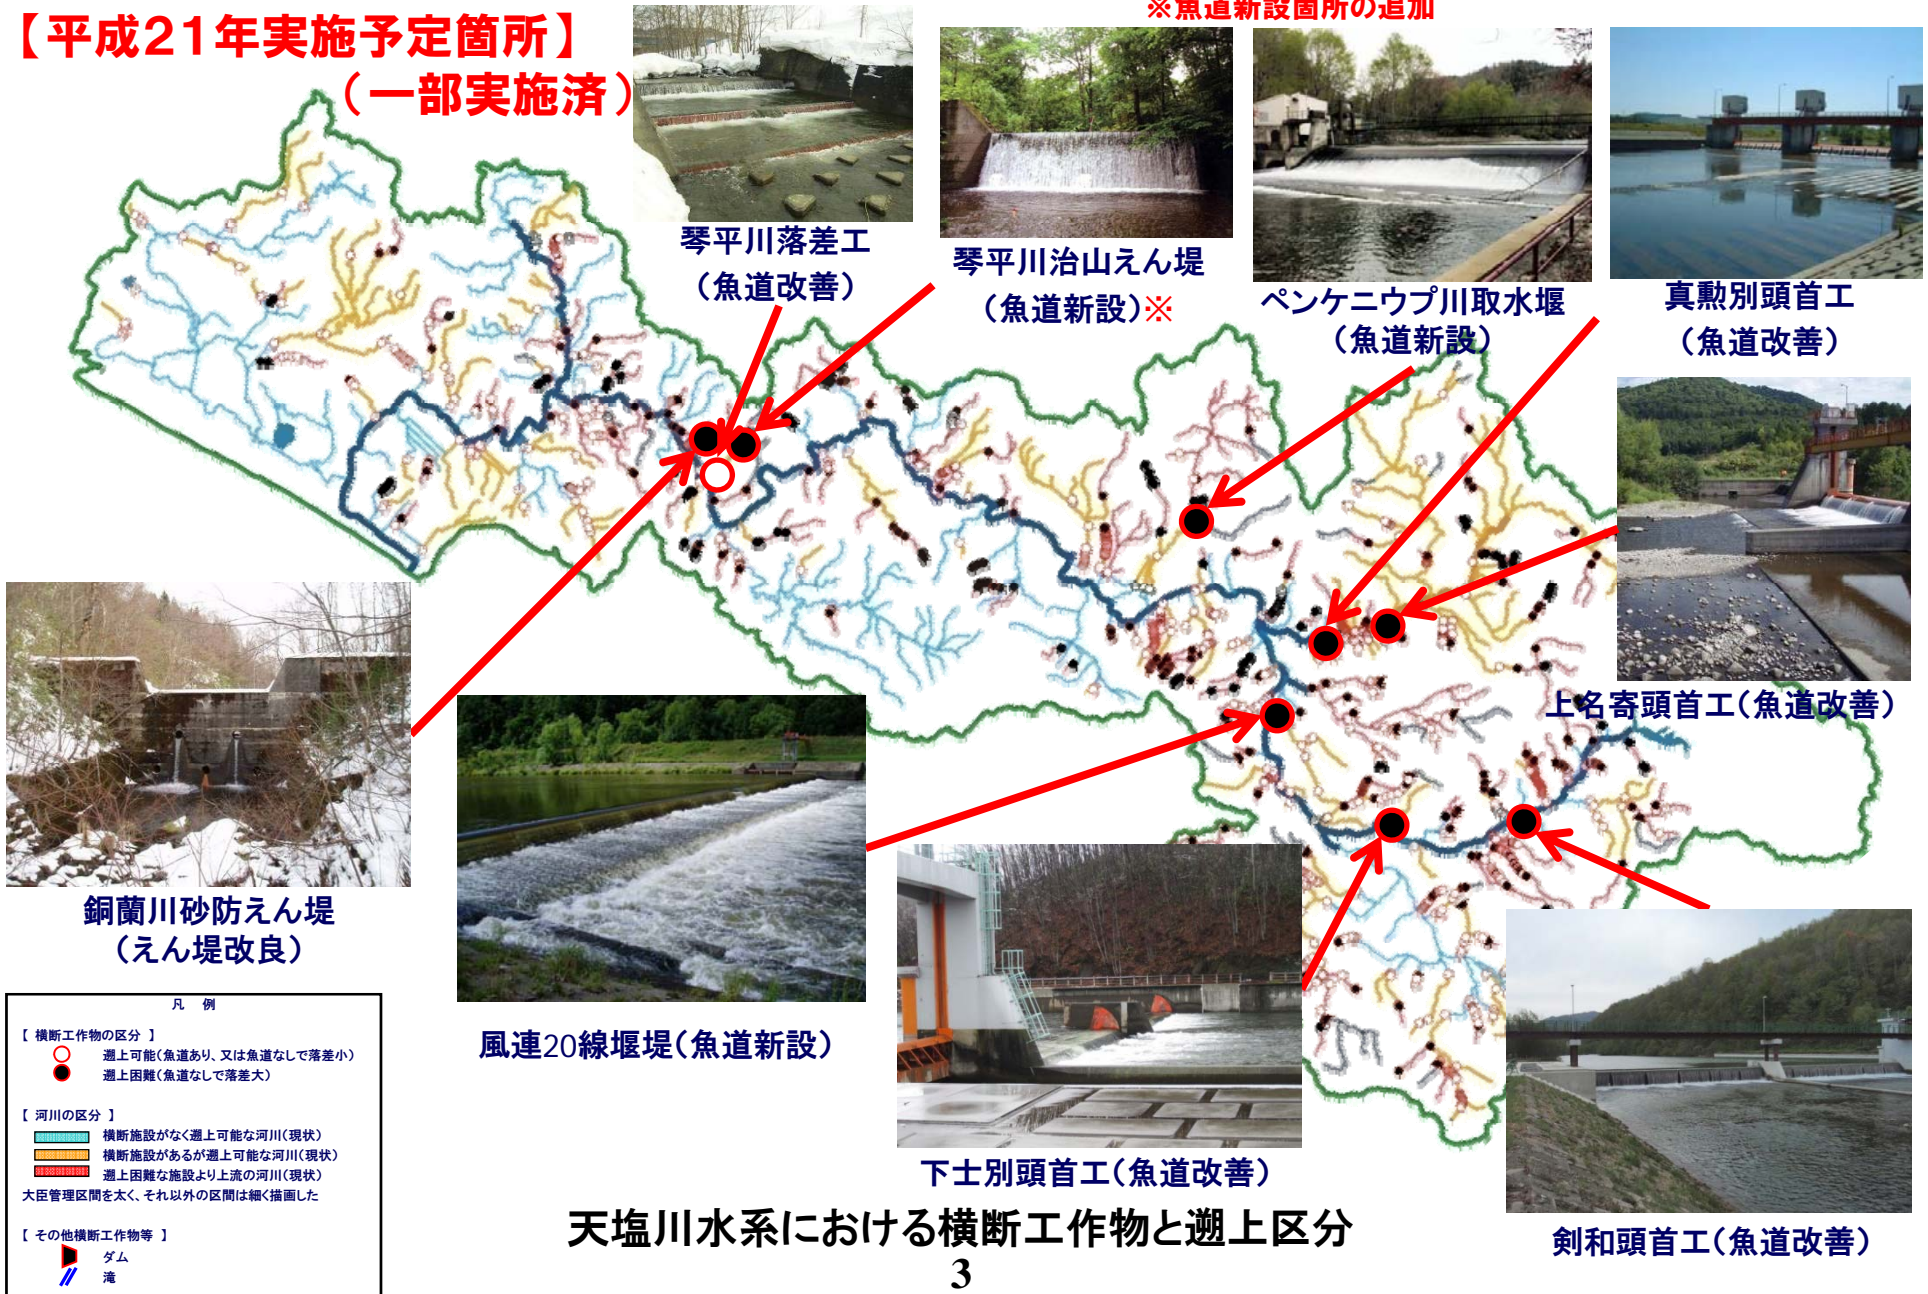 【平成21年実施予定箇所】
（一部実施済）
※魚道新設箇所の追加
琴平川落差工
（魚道改善）
琴平川治山えん堤
（魚道新設）※
ペンケニウプ川取水堰
（魚道新設）
真勲別頭首工
（魚道改善）
上名寄頭首工（魚道改善）
銅蘭川砂防えん堤
（えん堤改良）
風連20線堰堤（魚道新設）
下士別頭首工（魚道改善）
剣和頭首工（魚道改善）
凡 例
【 横断工作物の区分 】
遡上可能（魚道あり、又は魚道なしで落差小）
遡上困難（魚道なしで落差大）
【 河川の区分 】
横断施設がなく遡上可能な河川（現状）
横断施設があるが遡上可能な河川（現状）
遡上困難な施設より上流の河川（現状）
大臣管理区間を太く、それ以外の区間は細く描画した
【 その他横断工作物等 】
ダム
滝
天塩川水系における横断工作物と遡上区分
3